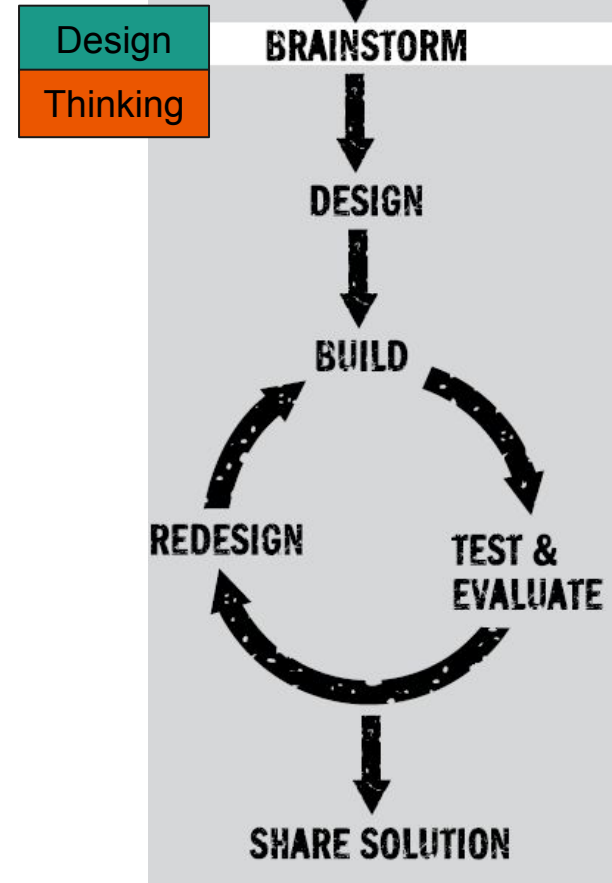 Design
Thinking
BRAINSTORM
DESIGN
BUILD
REDESIGN
TEST &
EVALUATE
SHARE SOLUTION